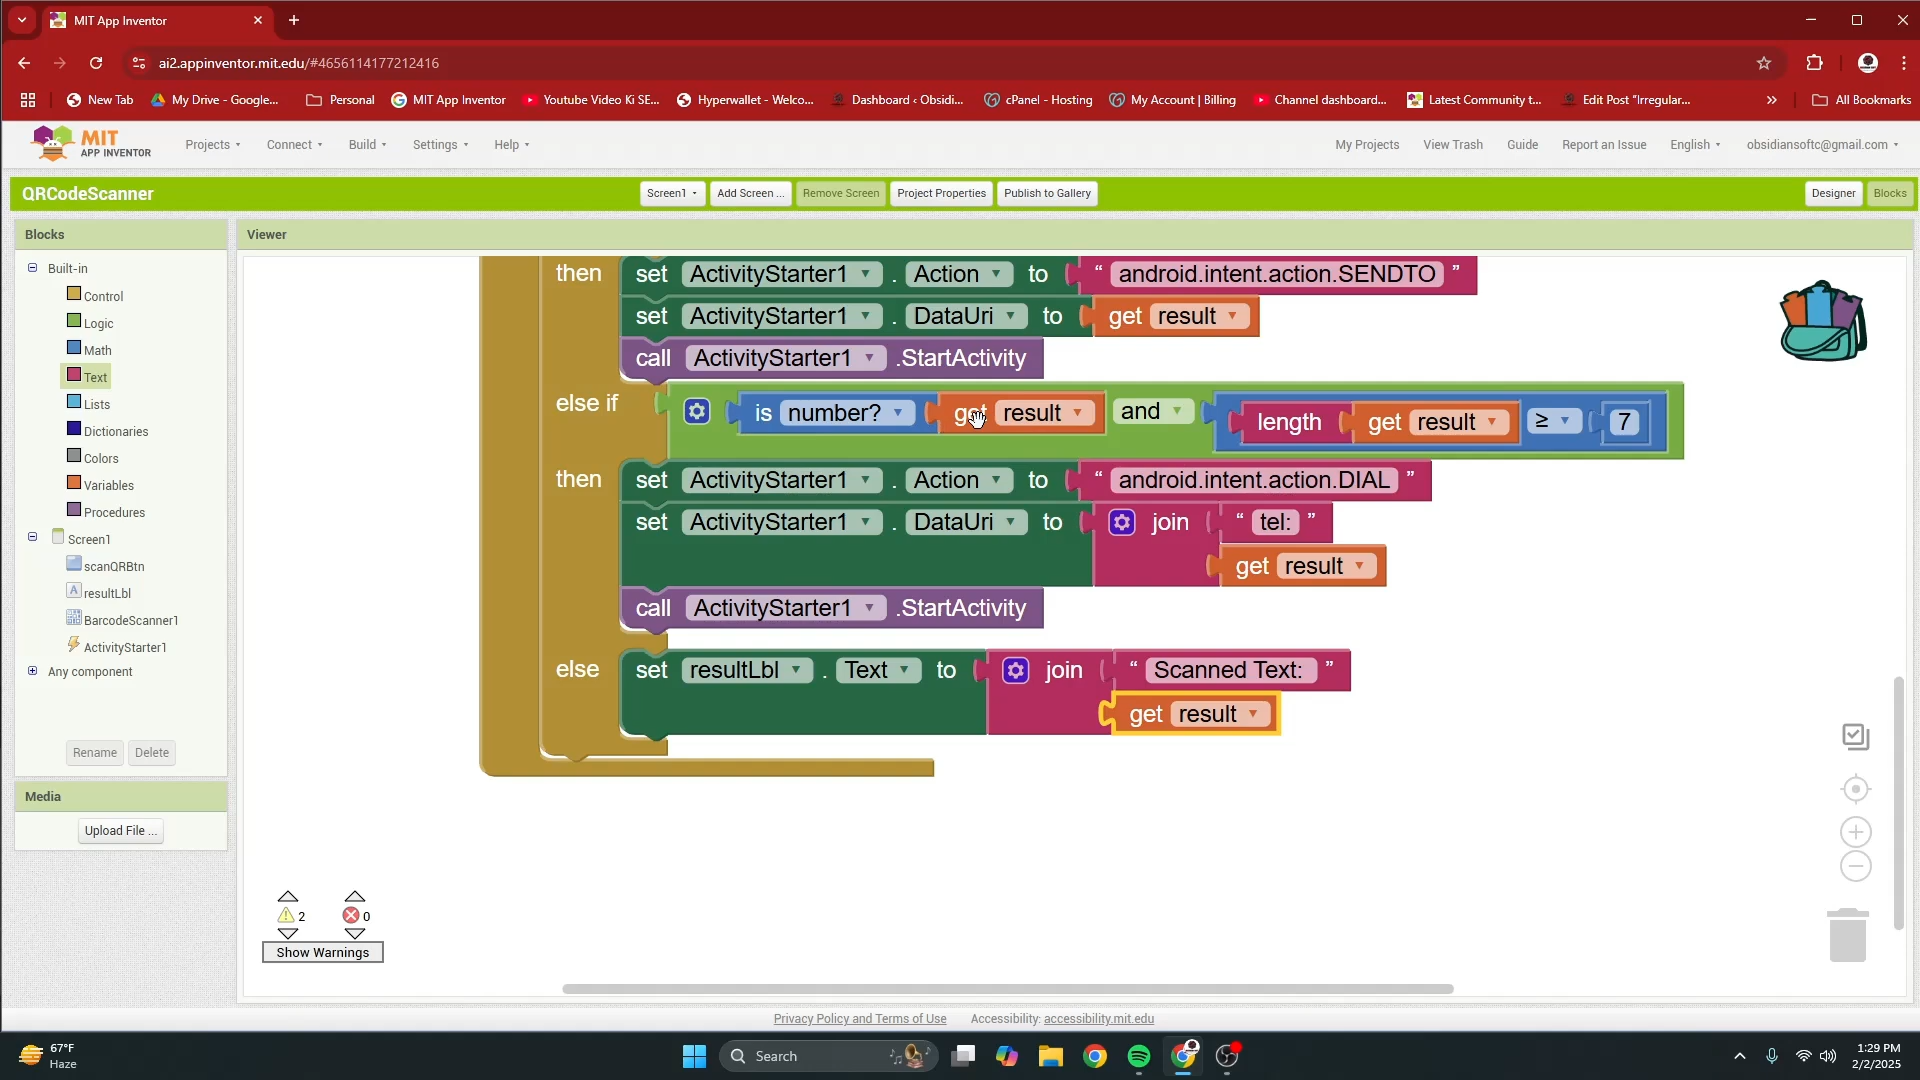 MIT App Inventor
ai2.appinventor.mit.edu/#4656114177212416
New Tab My Drive - Google... Personal MIT App Inventor Youtube Video Ki SE... Hyperwallet - Welco... Dashboard ‹ Obsidi... cPanel - Hosting My Account | Billing Channel dashboard... Latest Community t... Edit Post "Irregular... » All Bookmarks
MIT
APP INVENTOR
Projects Connect Build Settings Help My Projects View Trash Guide Report an Issue English obsidiansoftc@gmail.com
QRCodeScanner Screen1 Add Screen ... Remove Screen Project Properties Publish to Gallery Designer Blocks
Blocks Viewer
Built-in
Control
Logic
Math
Text
Lists
Dictionaries
Colors
Variables
Procedures
Screen1
scanQRBtn
resultLbl
BarcodeScanner1
ActivityStarter1
Any component
Rename Delete
Media
Upload File ...
then set ActivityStarter1 . Action to “ android.intent.action.SENDTO ”
set ActivityStarter1 . DataUri to get result
call ActivityStarter1 .StartActivity
else if is number? get result and length get result ≥ 7
then set ActivityStarter1 . Action to “ android.intent.action.DIAL ”
set ActivityStarter1 . DataUri to join “ tel: ”
get result
call ActivityStarter1 .StartActivity
else set resultLbl . Text to join “ Scanned Text: ”
get result
2 0
Show Warnings
Privacy Policy and Terms of Use Accessibility: accessibility.mit.edu
67°F
Haze
Search
1:29 PM
2/2/2025